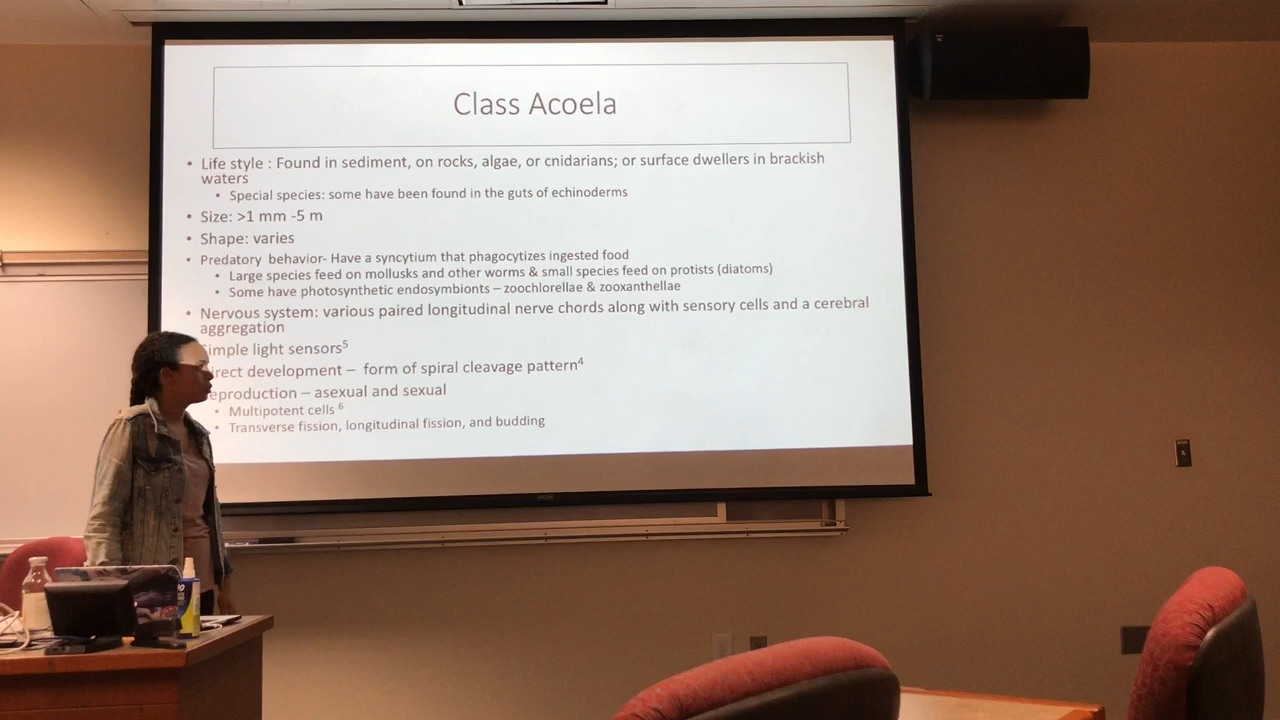 Class Acoela
• Life style : Found in sediment, on rocks, algae, or cnidarians; or surface dwellers in brackish
waters
• Special species: some have been found in the guts of echinoderms
• Size: >1 mm -5 m
• Shape: varies
• Predatory behavior- Have a syncytium that phagocytizes ingested food
• Large species feed on mollusks and other worms & small species feed on protists (diatoms)
• Some have photosynthetic endosymbionts – zoochlorellae & zooxanthellae
• Nervous system: various paired longitudinal nerve chords along with sensory cells and a cerebral
aggregation
imple light sensors⁵
irect development – form of spiral cleavage pattern⁴
eproduction – asexual and sexual
• Multipotent cells ⁶
• Transverse fission, longitudinal fission, and budding